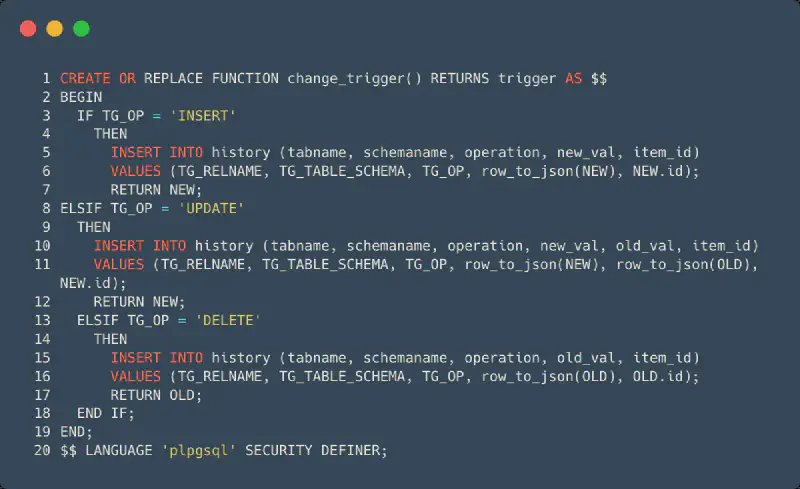 1 CREATE OR REPLACE FUNCTION change_trigger() RETURNS trigger AS $$
2 BEGIN
3   IF TG_OP = 'INSERT'
4     THEN
5       INSERT INTO history (tabname, schemaname, operation, new_val, item_id)
6       VALUES (TG_RELNAME, TG_TABLE_SCHEMA, TG_OP, row_to_json(NEW), NEW.id);
7       RETURN NEW;
8 ELSIF TG_OP = 'UPDATE'
9   THEN
10     INSERT INTO history (tabname, schemaname, operation, new_val, old_val, item_id)
11     VALUES (TG_RELNAME, TG_TABLE_SCHEMA, TG_OP, row_to_json(NEW), row_to_json(OLD),
NEW.id);
12     RETURN NEW;
13   ELSIF TG_OP = 'DELETE'
14     THEN
15       INSERT INTO history (tabname, schemaname, operation, old_val, item_id)
16       VALUES (TG_RELNAME, TG_TABLE_SCHEMA, TG_OP, row_to_json(OLD), OLD.id);
17       RETURN OLD;
18   END IF;
19 END;
20 $$ LANGUAGE 'plpgsql' SECURITY DEFINER;